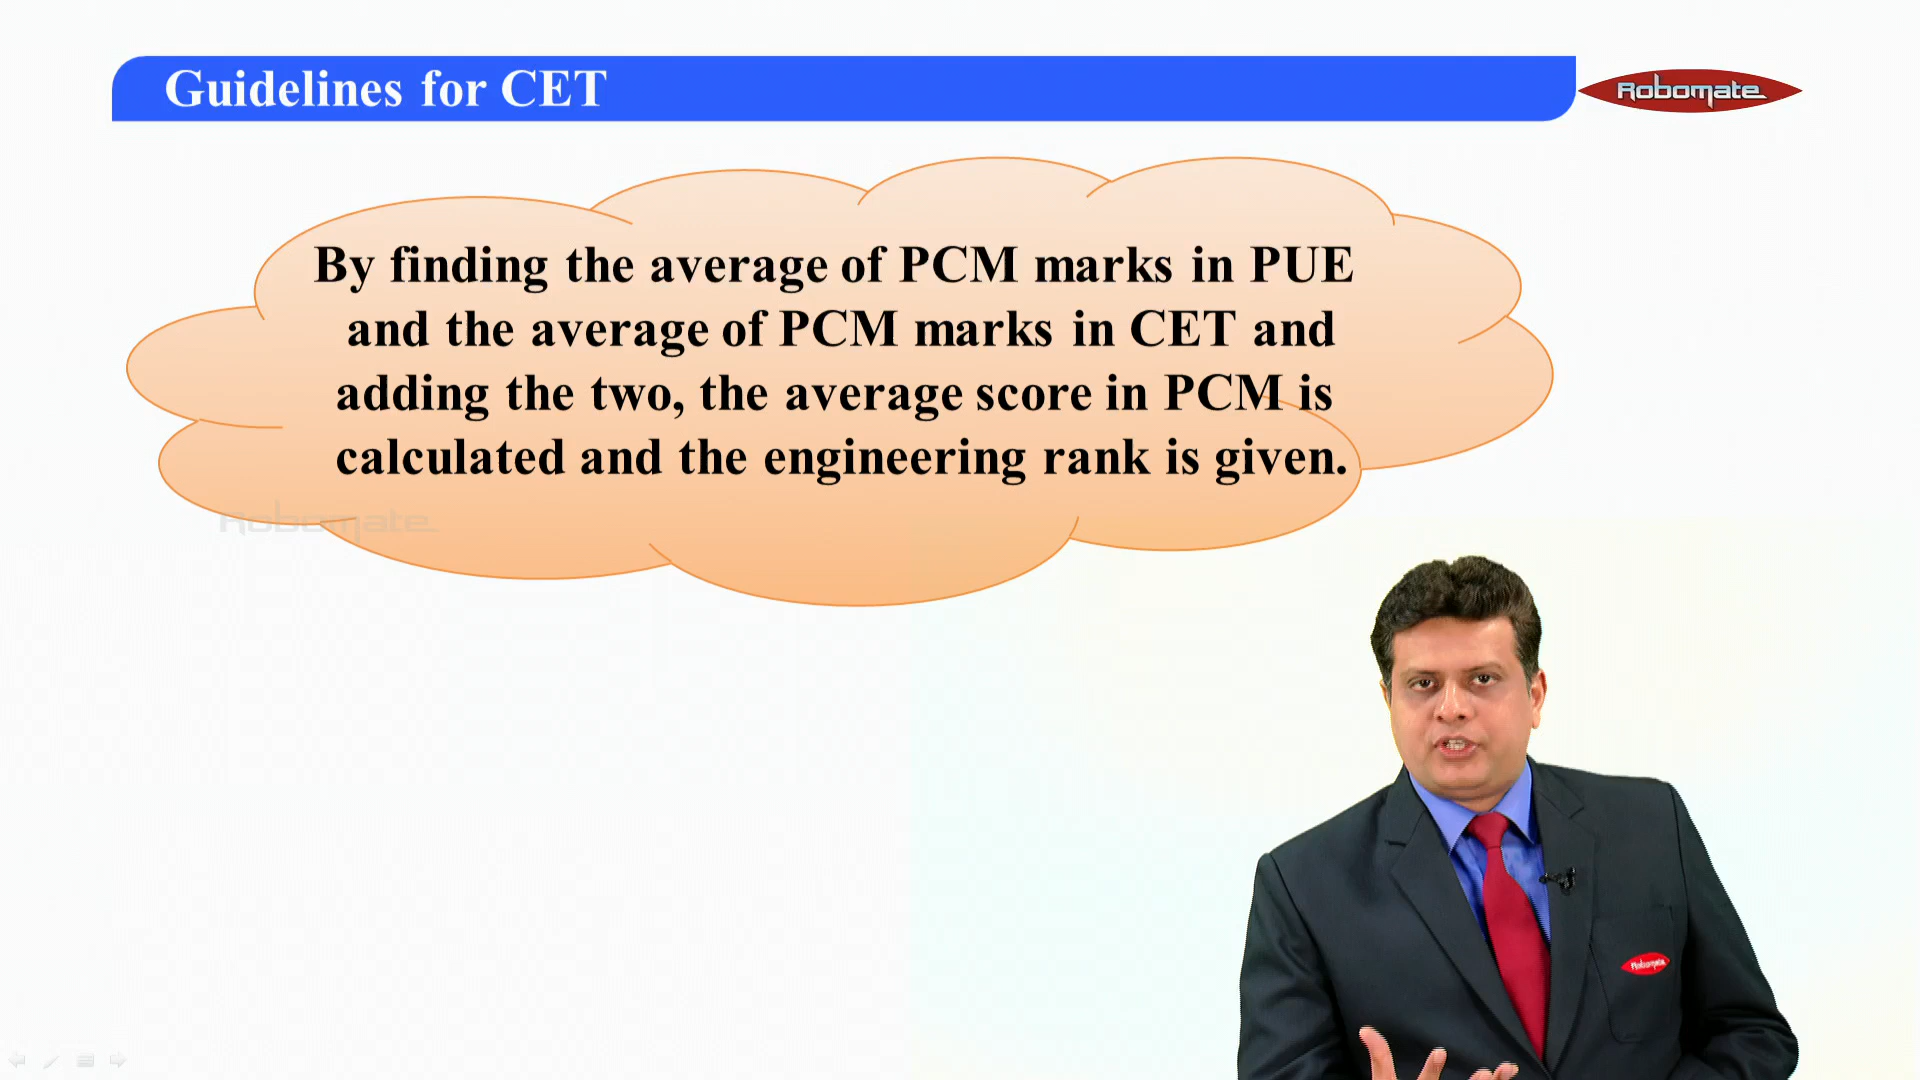 Guidelines for CET
Robomate
By finding the average of PCM marks in PUE
and the average of PCM marks in CET and
adding the two, the average score in PCM is
calculated and the engineering rank is given.
Robomate
Robomate